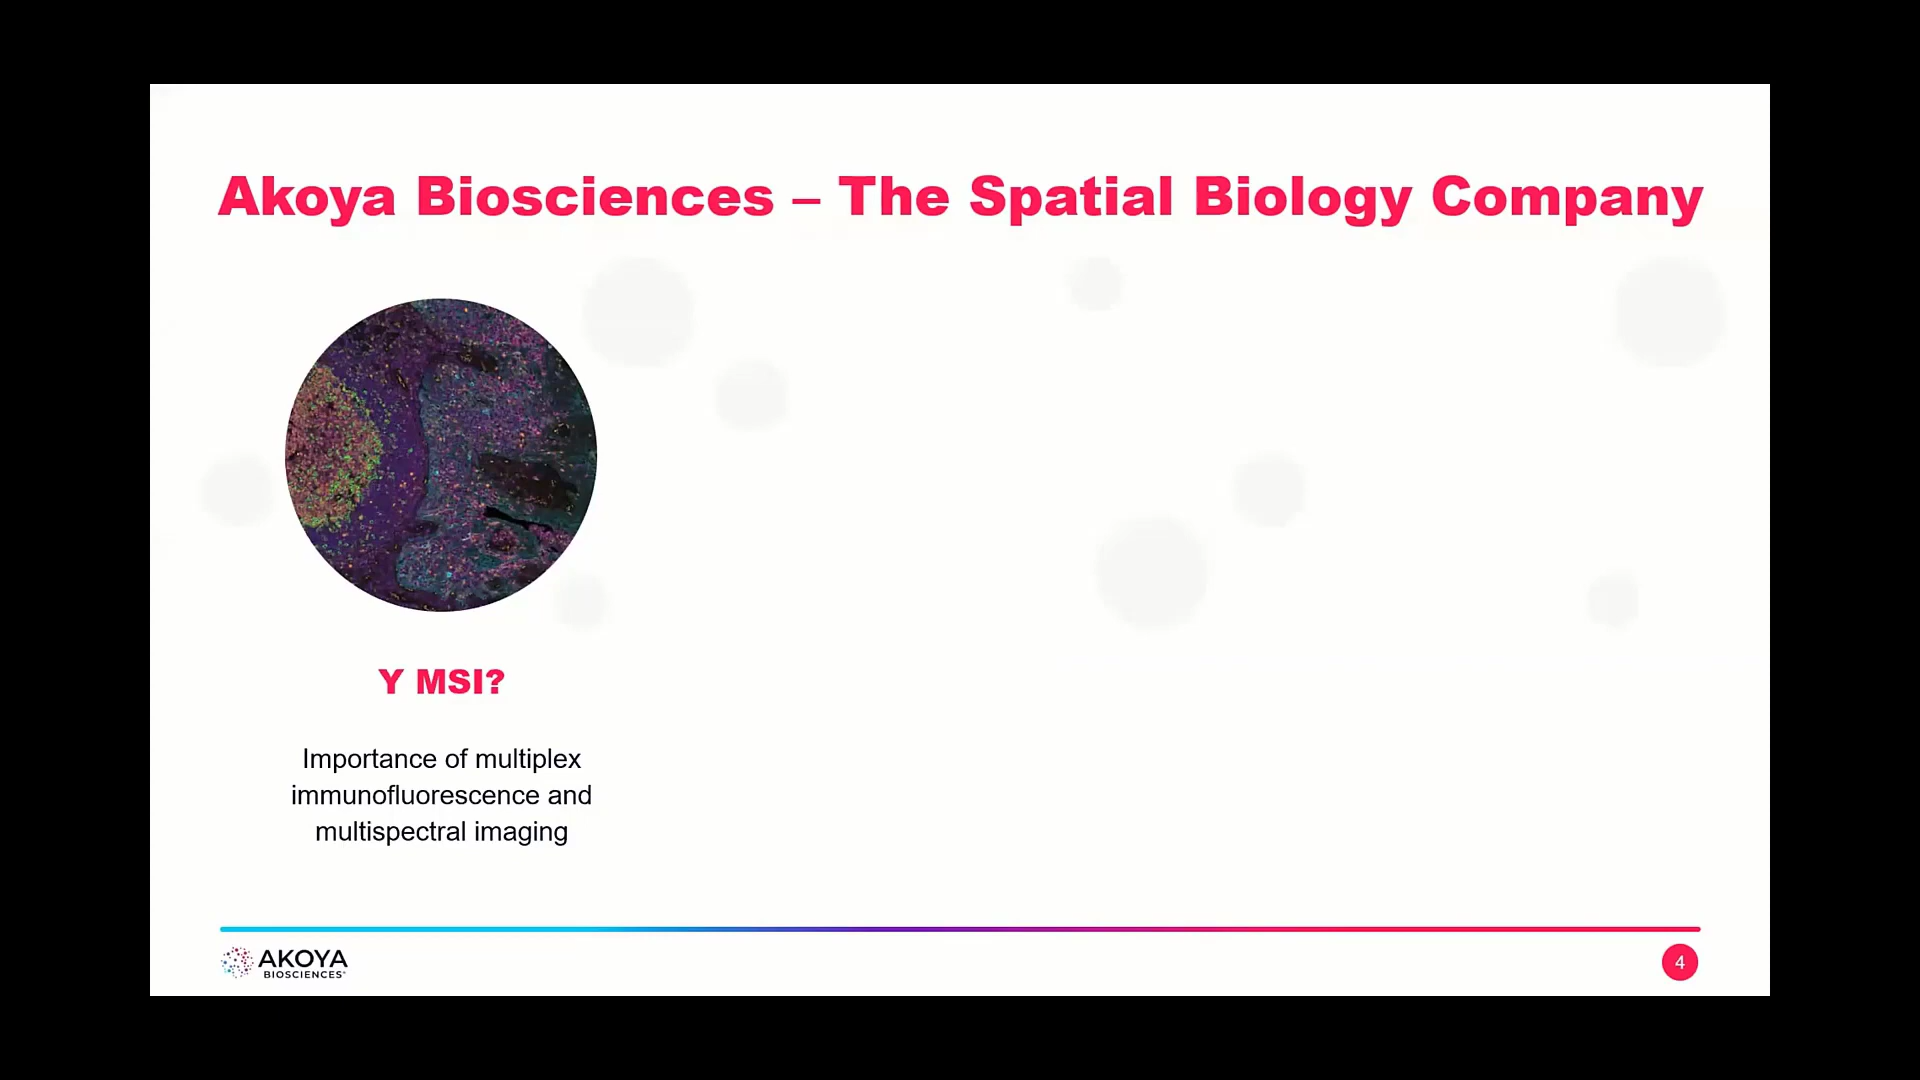 Akoya Biosciences – The Spatial Biology Company
Y MSI?
Importance of multiplex
immunofluorescence and
multispectral imaging
AKOYA
BIOSCIENCES
4